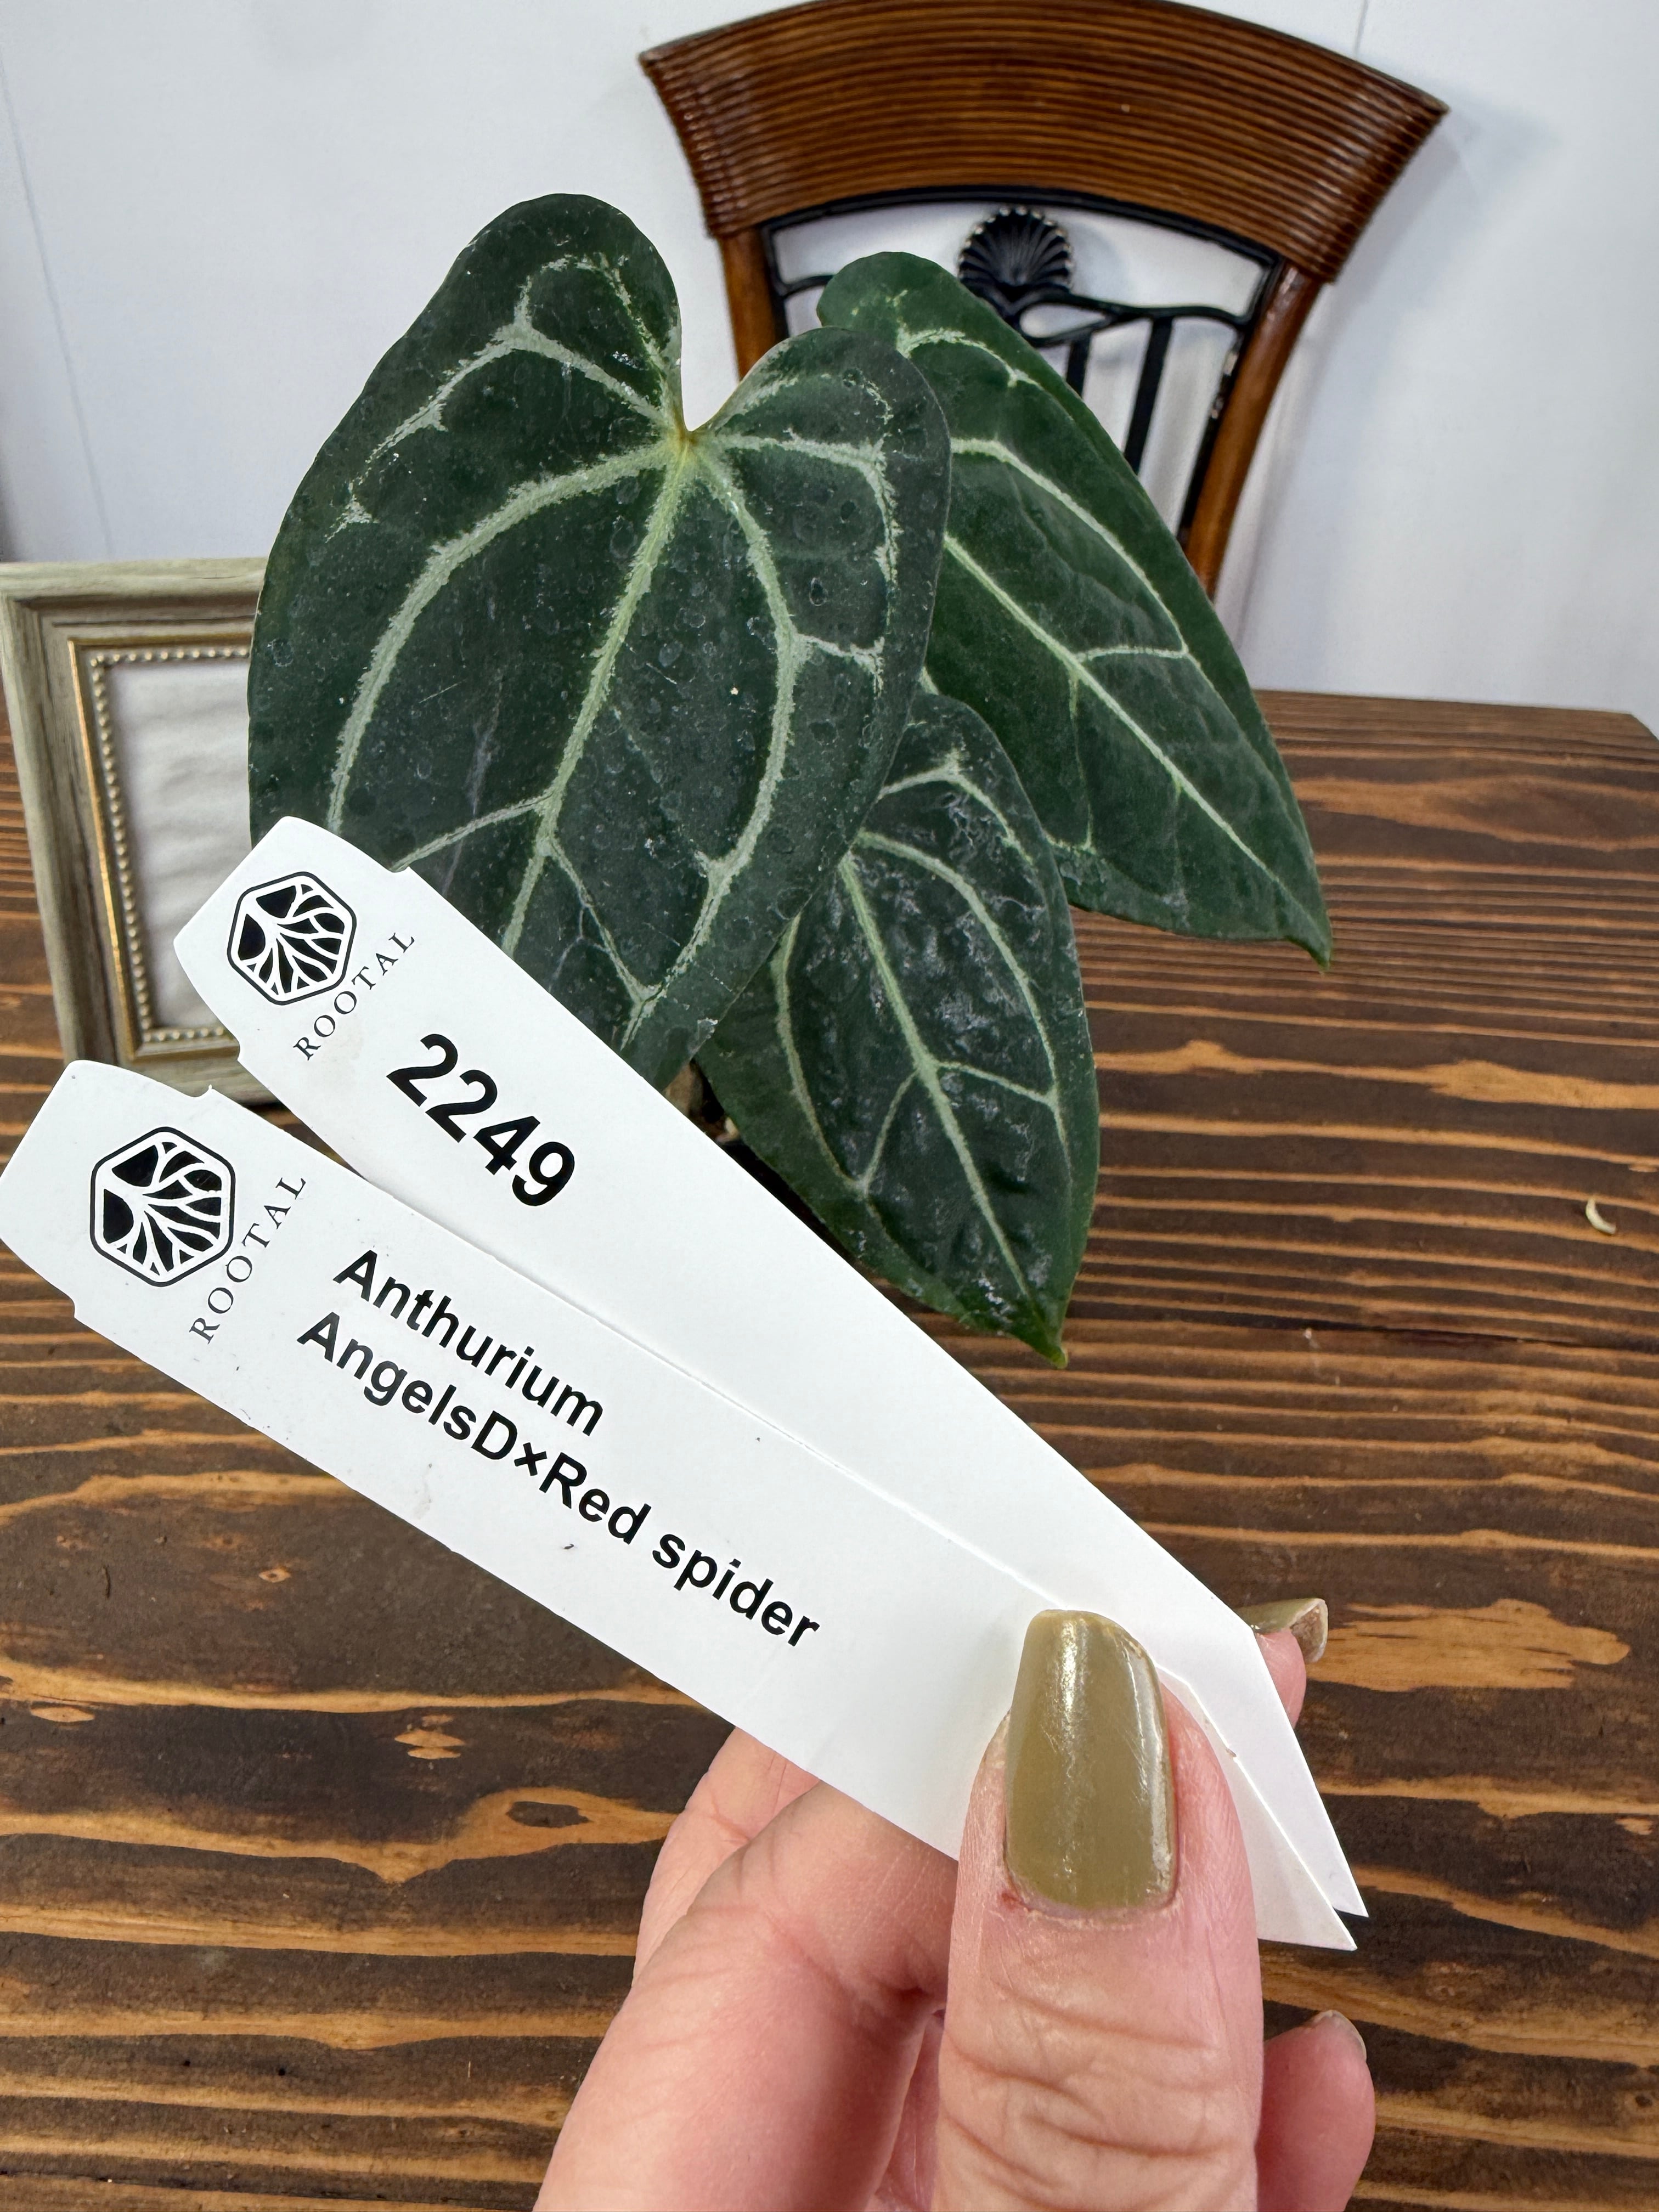 ROOTAL
2249
ROOTAL
Anthurium
AngelsD×Red spider